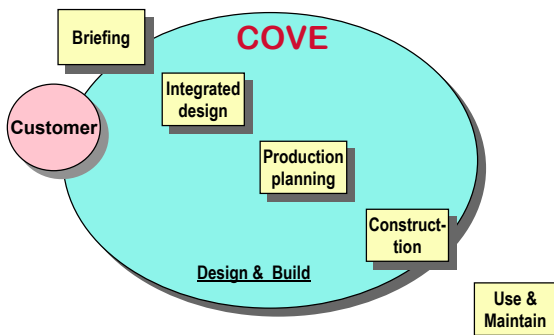 Briefing
COVE
Integrated
design
Customer
Production
planning
Construct-
tion
Design & Build
Use &
Maintain